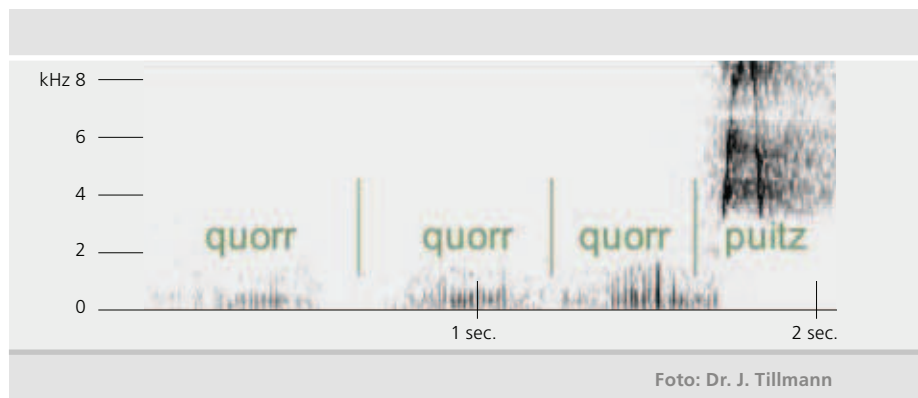 kHz 8
6
4
quorr quorr quorr puitz
2
0
1 sec. 2 sec.
Foto: Dr. J. Tillmann